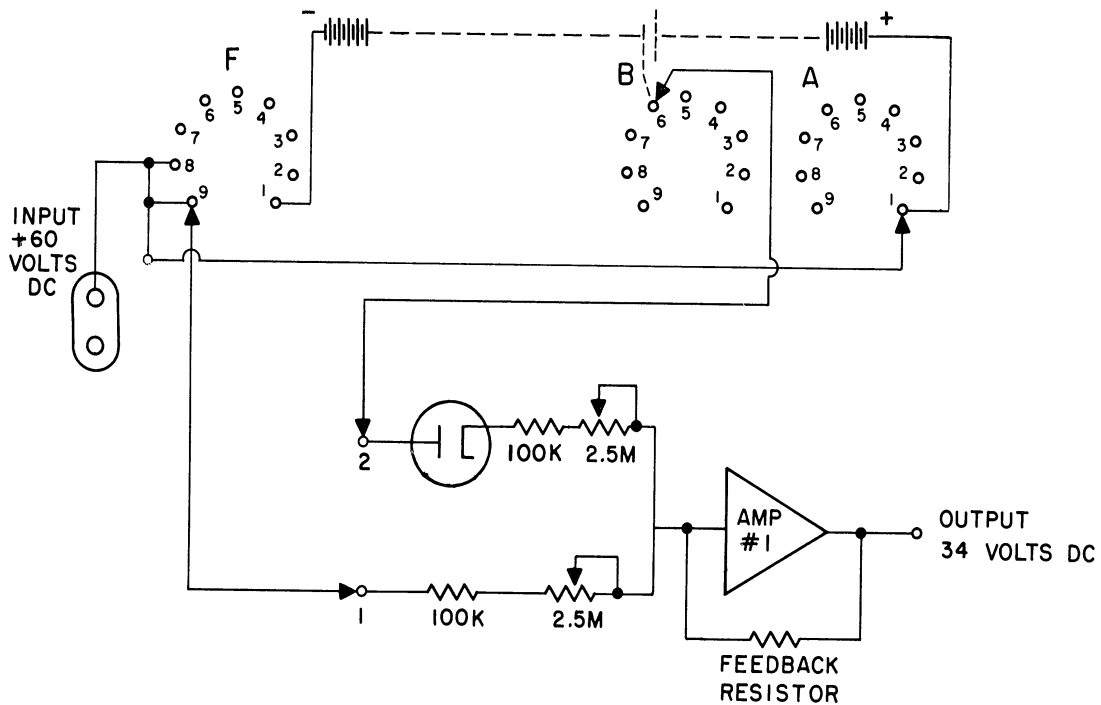 − +
F B A
6 5 4
7 3
8 2
9 1
6 5 4
7 3
8 2
9 1
6 5 4
7 3
8 2
9 1
INPUT
+60
VOLTS
DC
2
100K 2.5M
AMP
#1
OUTPUT
34 VOLTS DC
1
100K 2.5M
FEEDBACK
RESISTOR